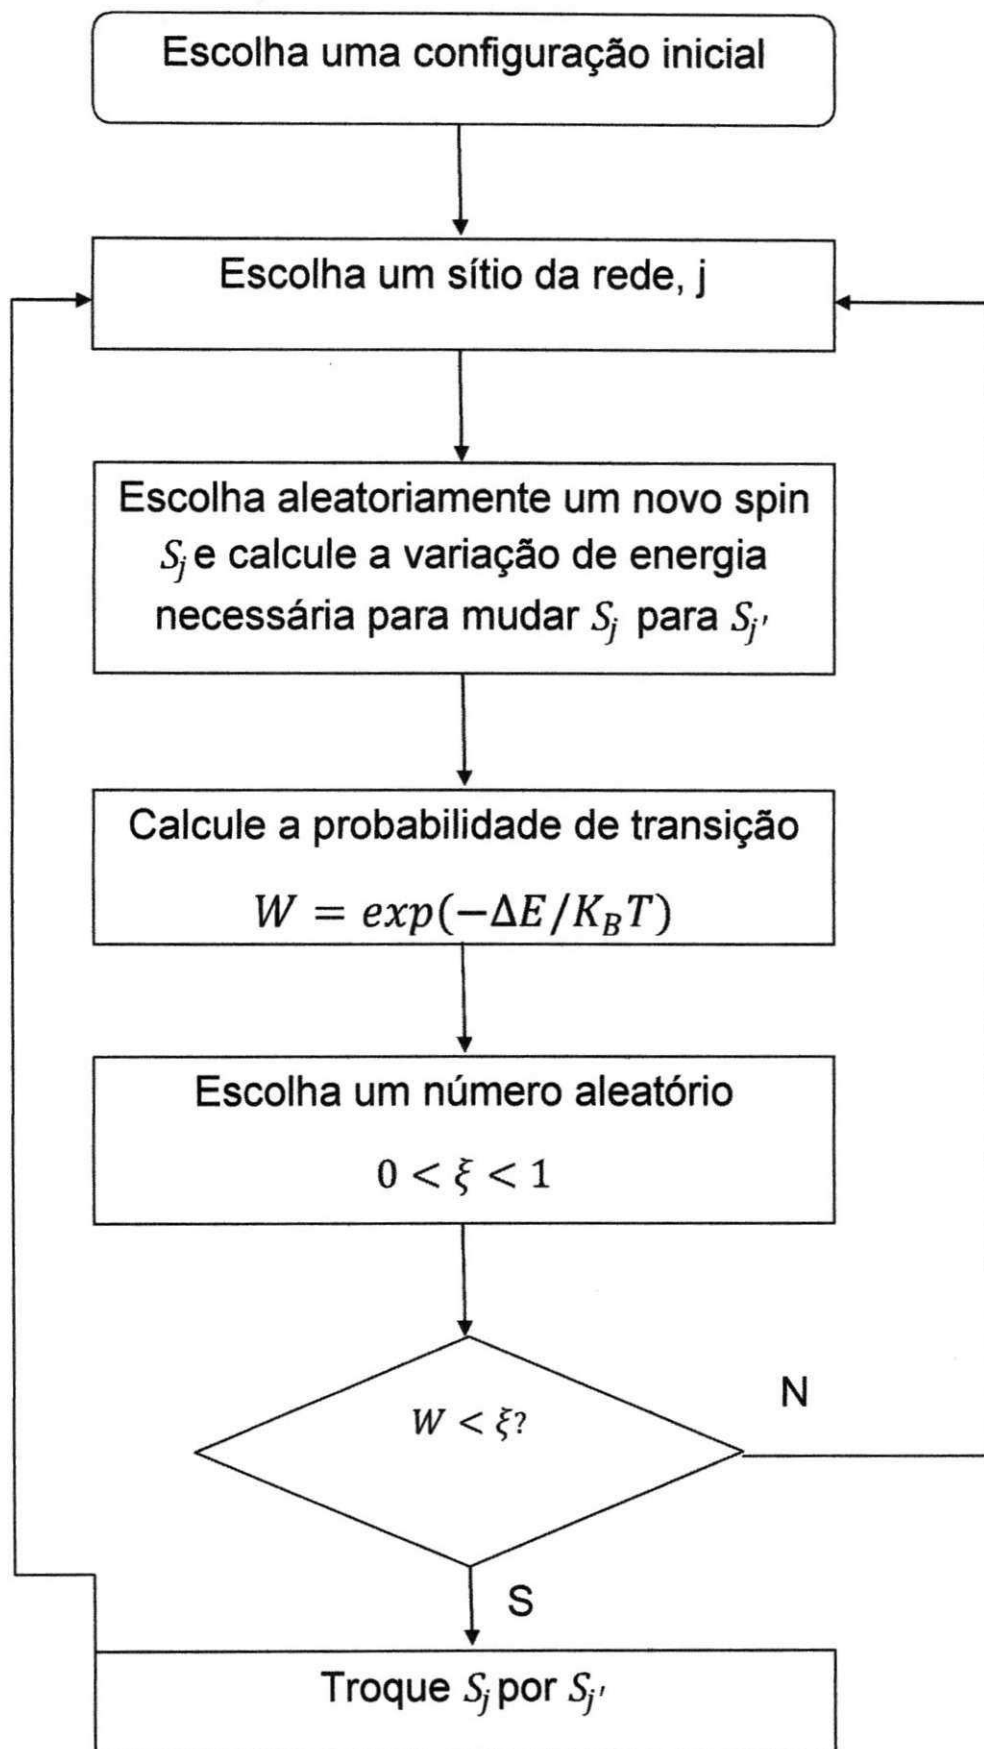 Escolha uma configuração inicial
Escolha um sítio da rede, j
Escolha aleatoriamente um novo spin
S_j e calcule a variação de energia
necessária para mudar S_j para S_j'
Calcule a probabilidade de transição
W = exp(−ΔE/K_B T)
Escolha um número aleatório
0 < ξ < 1
W < ξ?
N
S
Troque S_j por S_j'